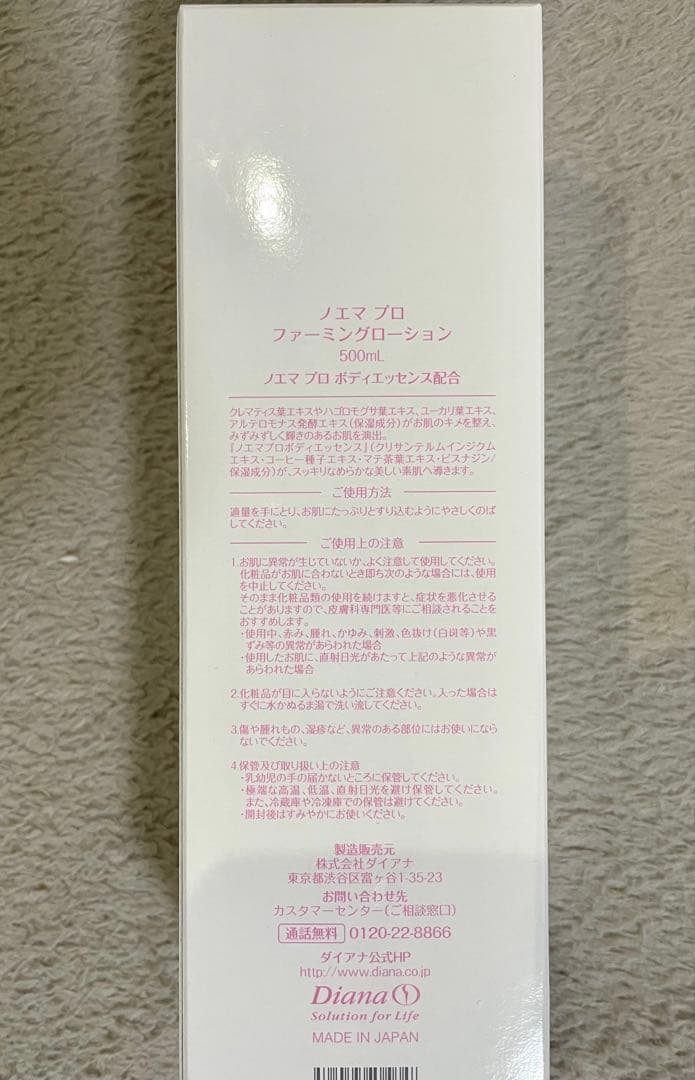 ノエマ プロ
ファーミングローション
500mL
ノエマ プロ ボディエッセンス配合
クレマティス葉エキスやハゴロモグサ葉エキス、ユーカリ葉エキス、
アルテロモナス発酵エキス(保湿成分)がお肌のキメを整え、
みずみずしく輝きのあるお肌を演出。
『ノエマプロボディエッセンス』(クリサンテルムインジクム
エキス・コーヒー種子エキス・マテ茶葉エキス・ビスナジン/
保湿成分)が、スッキリなめらかな美しい素肌へ導きます。
ご使用方法
適量を手にとり、お肌にたっぷりとすり込むようにやさしくのば
してください。
ご使用上の注意
1.お肌に異常が生じていないか、よく注意して使用してください。
化粧品がお肌に合わないとき即ち次のような場合には、使用
を中止してください。
そのまま化粧品類の使用を続けますと、症状を悪化させる
ことがありますので、皮膚科専門医等にご相談されることを
おすすめします。
・使用中、赤み、腫れ、かゆみ、刺激、色抜け(白斑等)や黒
ずみ等の異常があらわれた場合
・使用したお肌に、直射日光があたって上記のような異常が
あらわれた場合
2.化粧品が目に入らないようにご注意ください。入った場合は
すぐに水かぬるま湯で洗い流してください。
3.傷や腫れもの、湿疹など、異常のある部位にはお使いになら
ないでください。
4.保管及び取り扱い上の注意
・乳幼児の手の届かないところに保管してください。
・極端な高温、低温、直射日光を避け保管してください。
また、冷蔵庫や冷凍庫での保管は避けてください。
・開封後はすみやかにお使いください。
製造販売元
株式会社ダイアナ
東京都渋谷区富ヶ谷1-35-23
お問い合わせ先
カスタマーセンター(ご相談窓口)
通話無料 0120-22-8866
ダイアナ公式HP
http://www.diana.co.jp
Diana
Solution for Life
MADE IN JAPAN